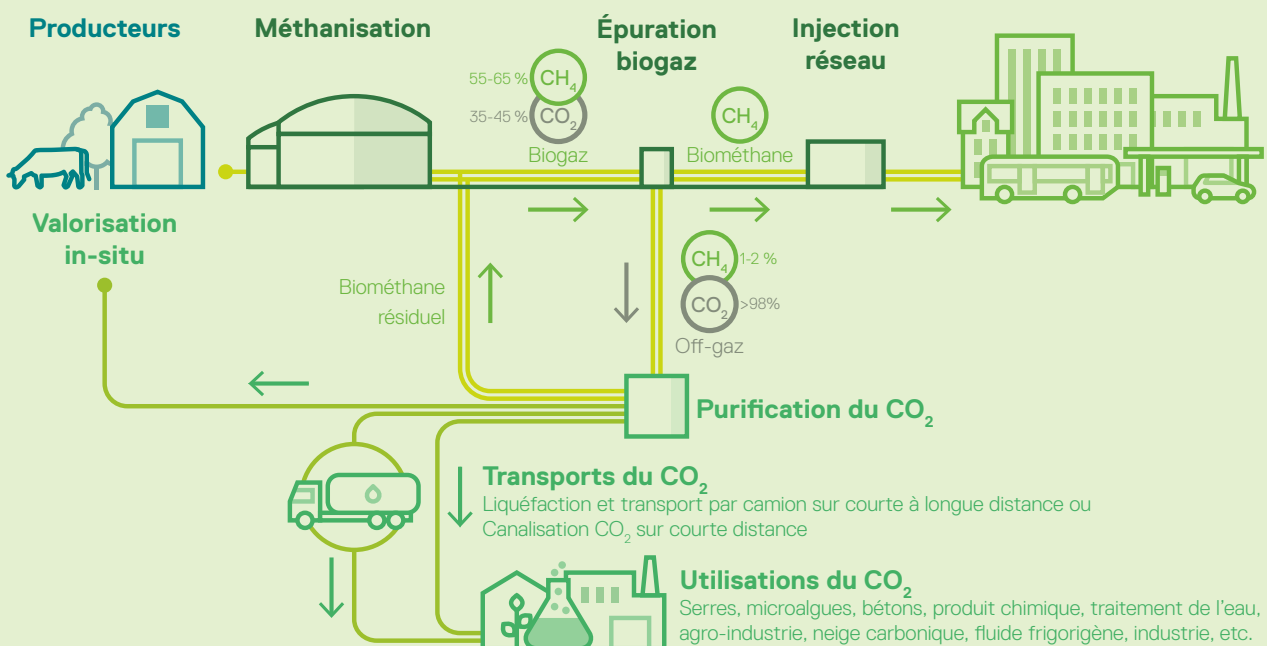 Producteurs
Méthanisation
Épuration
biogaz
Injection
réseau
55-65 %
CH₄
35-45 %
CO₂
Biogaz
CH₄
Biométhane
Valorisation
in-situ
Biométhane
résiduel
CH₄
1-2 %
CO₂
>98%
Off-gaz
Purification du CO₂
Transports du CO₂
Liquéfaction et transport par camion sur courte à longue distance ou
Canalisation CO₂ sur courte distance
Utilisations du CO₂
Serres, microalgues, bétons, produit chimique, traitement de l’eau,
agro-industrie, neige carbonique, fluide frigorigène, industrie, etc.